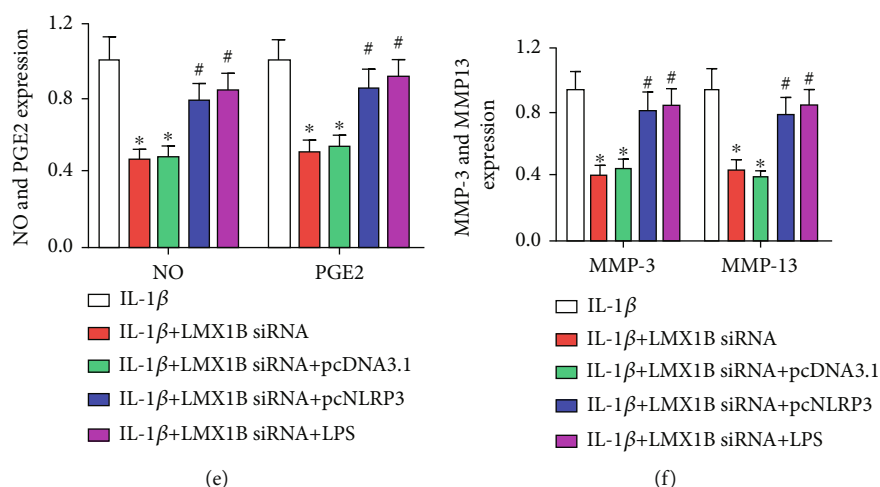 NO and PGE2 expression
1.2
0.8
0.4
0.0
* * # #
* * # #
NO PGE2
IL-1β
IL-1β+LMX1B siRNA
IL-1β+LMX1B siRNA+pcDNA3.1
IL-1β+LMX1B siRNA+pcNLRP3
IL-1β+LMX1B siRNA+LPS
(e)
MMP-3 and MMP13
expression
1.2
0.8
0.4
0.0
* * # #
* * # #
MMP-3 MMP-13
IL-1β
IL-1β+LMX1B siRNA
IL-1β+LMX1B siRNA+pcDNA3.1
IL-1β+LMX1B siRNA+pcNLRP3
IL-1β+LMX1B siRNA+LPS
(f)